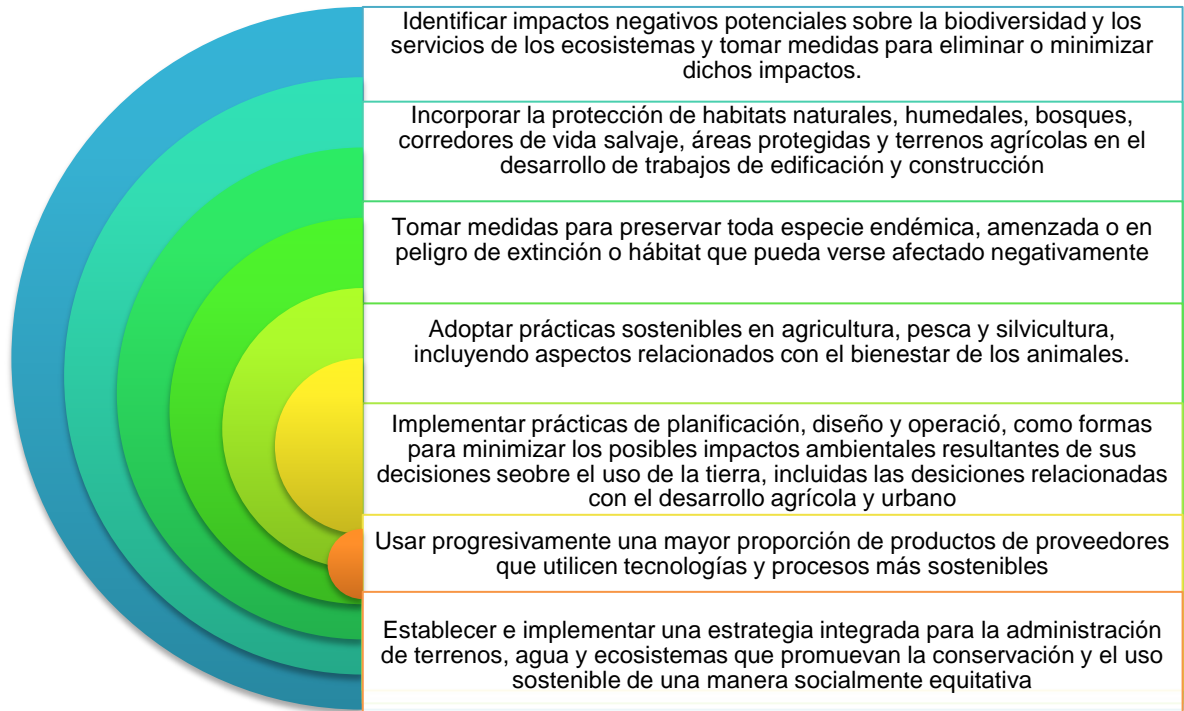 Identificar impactos negativos potenciales sobre la biodiversidad y los
servicios de los ecosistemas y tomar medidas para eliminar o minimizar
dichos impactos.
Incorporar la protección de habitats naturales, humedales, bosques,
corredores de vida salvaje, áreas protegidas y terrenos agrícolas en el
desarrollo de trabajos de edificación y construcción
Tomar medidas para preservar toda especie endémica, amenzada o en
peligro de extinción o hábitat que pueda verse afectado negativamente
Adoptar prácticas sostenibles en agricultura, pesca y silvicultura,
incluyendo aspectos relacionados con el bienestar de los animales.
Implementar prácticas de planificación, diseño y operació, como formas
para minimizar los posibles impactos ambientales resultantes de sus
decisiones seobre el uso de la tierra, incluidas las desiciones relacionadas
con el desarrollo agrícola y urbano
Usar progresivamente una mayor proporción de productos de proveedores
que utilicen tecnologías y procesos más sostenibles
Establecer e implementar una estrategia integrada para la administración
de terrenos, agua y ecosistemas que promuevan la conservación y el uso
sostenible de una manera socialmente equitativa